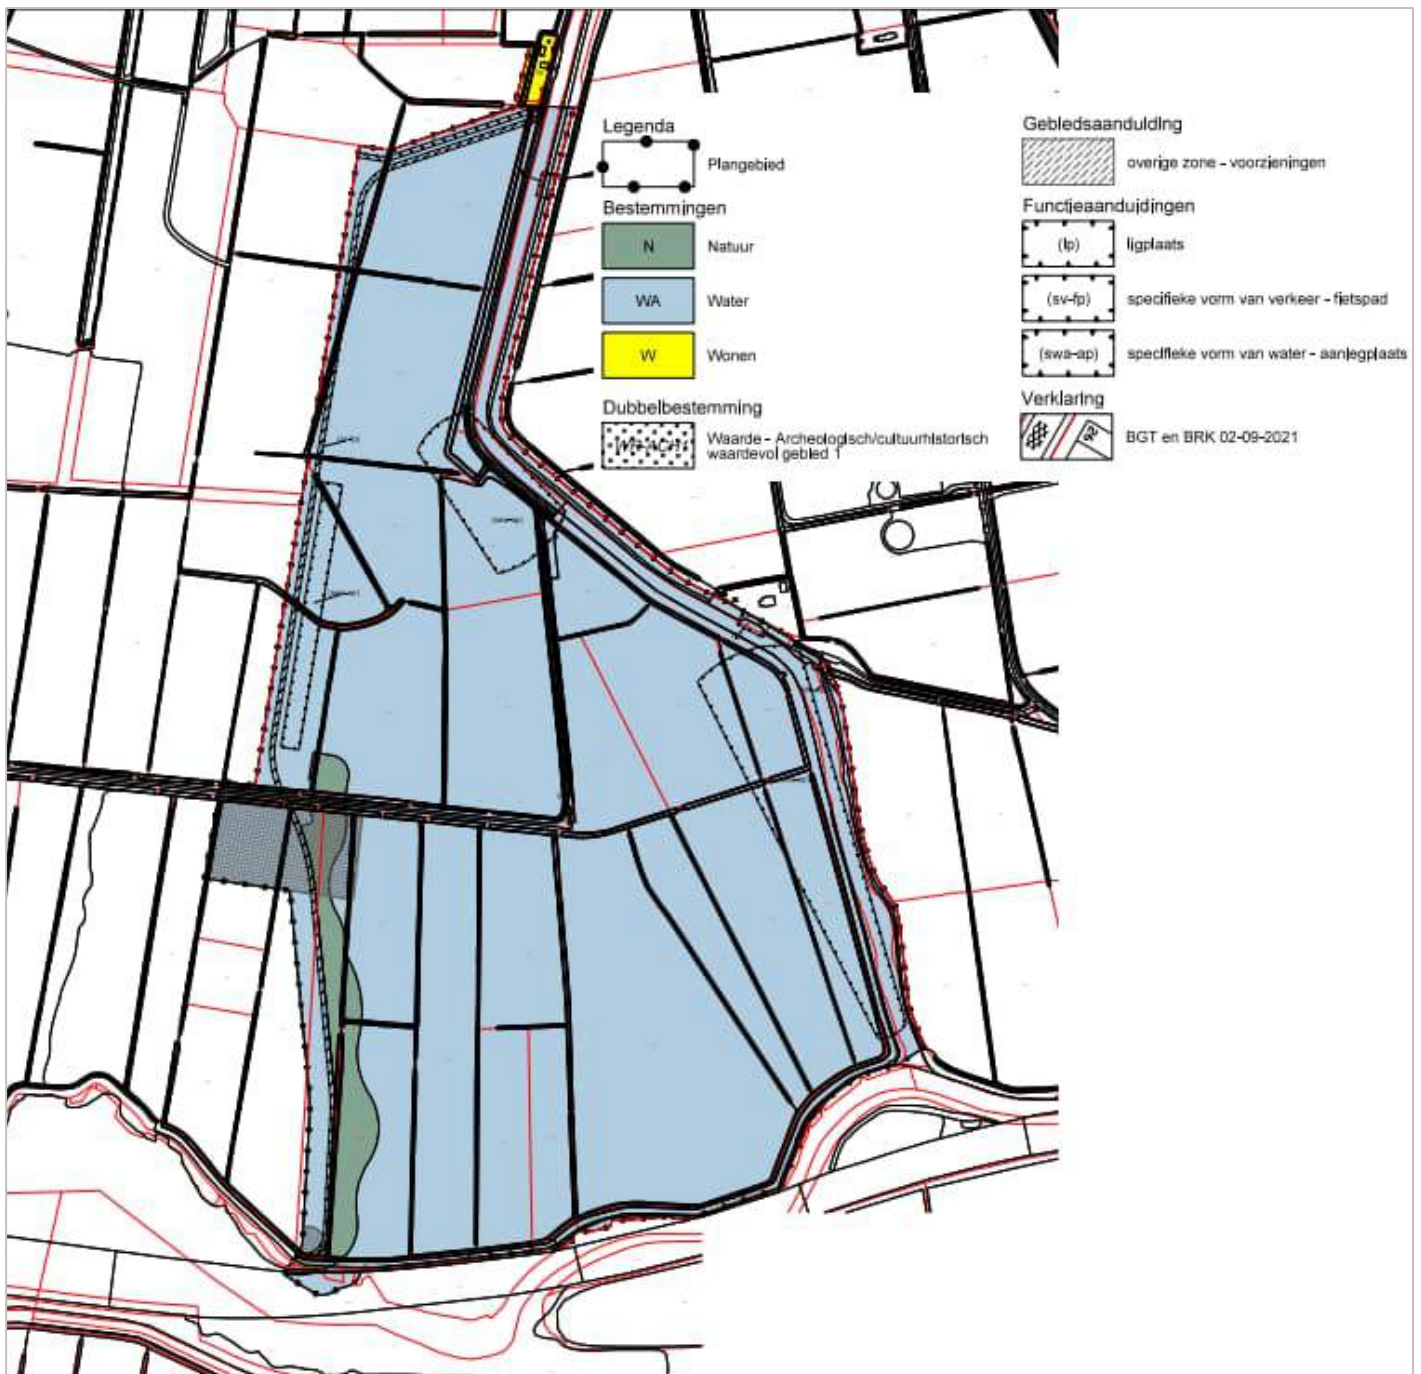 Legenda
Plangebied
Bestemmingen
N Natuur
WA Water
W Wonen
Dubbelbestemming
Waarde - Archeologisch/cultuurhistorisch
waardevol gebied 1
Gebiedsaanduiding
overige zone - voorzieningen
Functieaanduidingen
(lp) ligplaats
(sv-fp) specifieke vorm van verkeer - fietspad
(swa-ap) specifieke vorm van water - aanlegplaats
Verklaring
92 BGT en BRK 02-09-2021